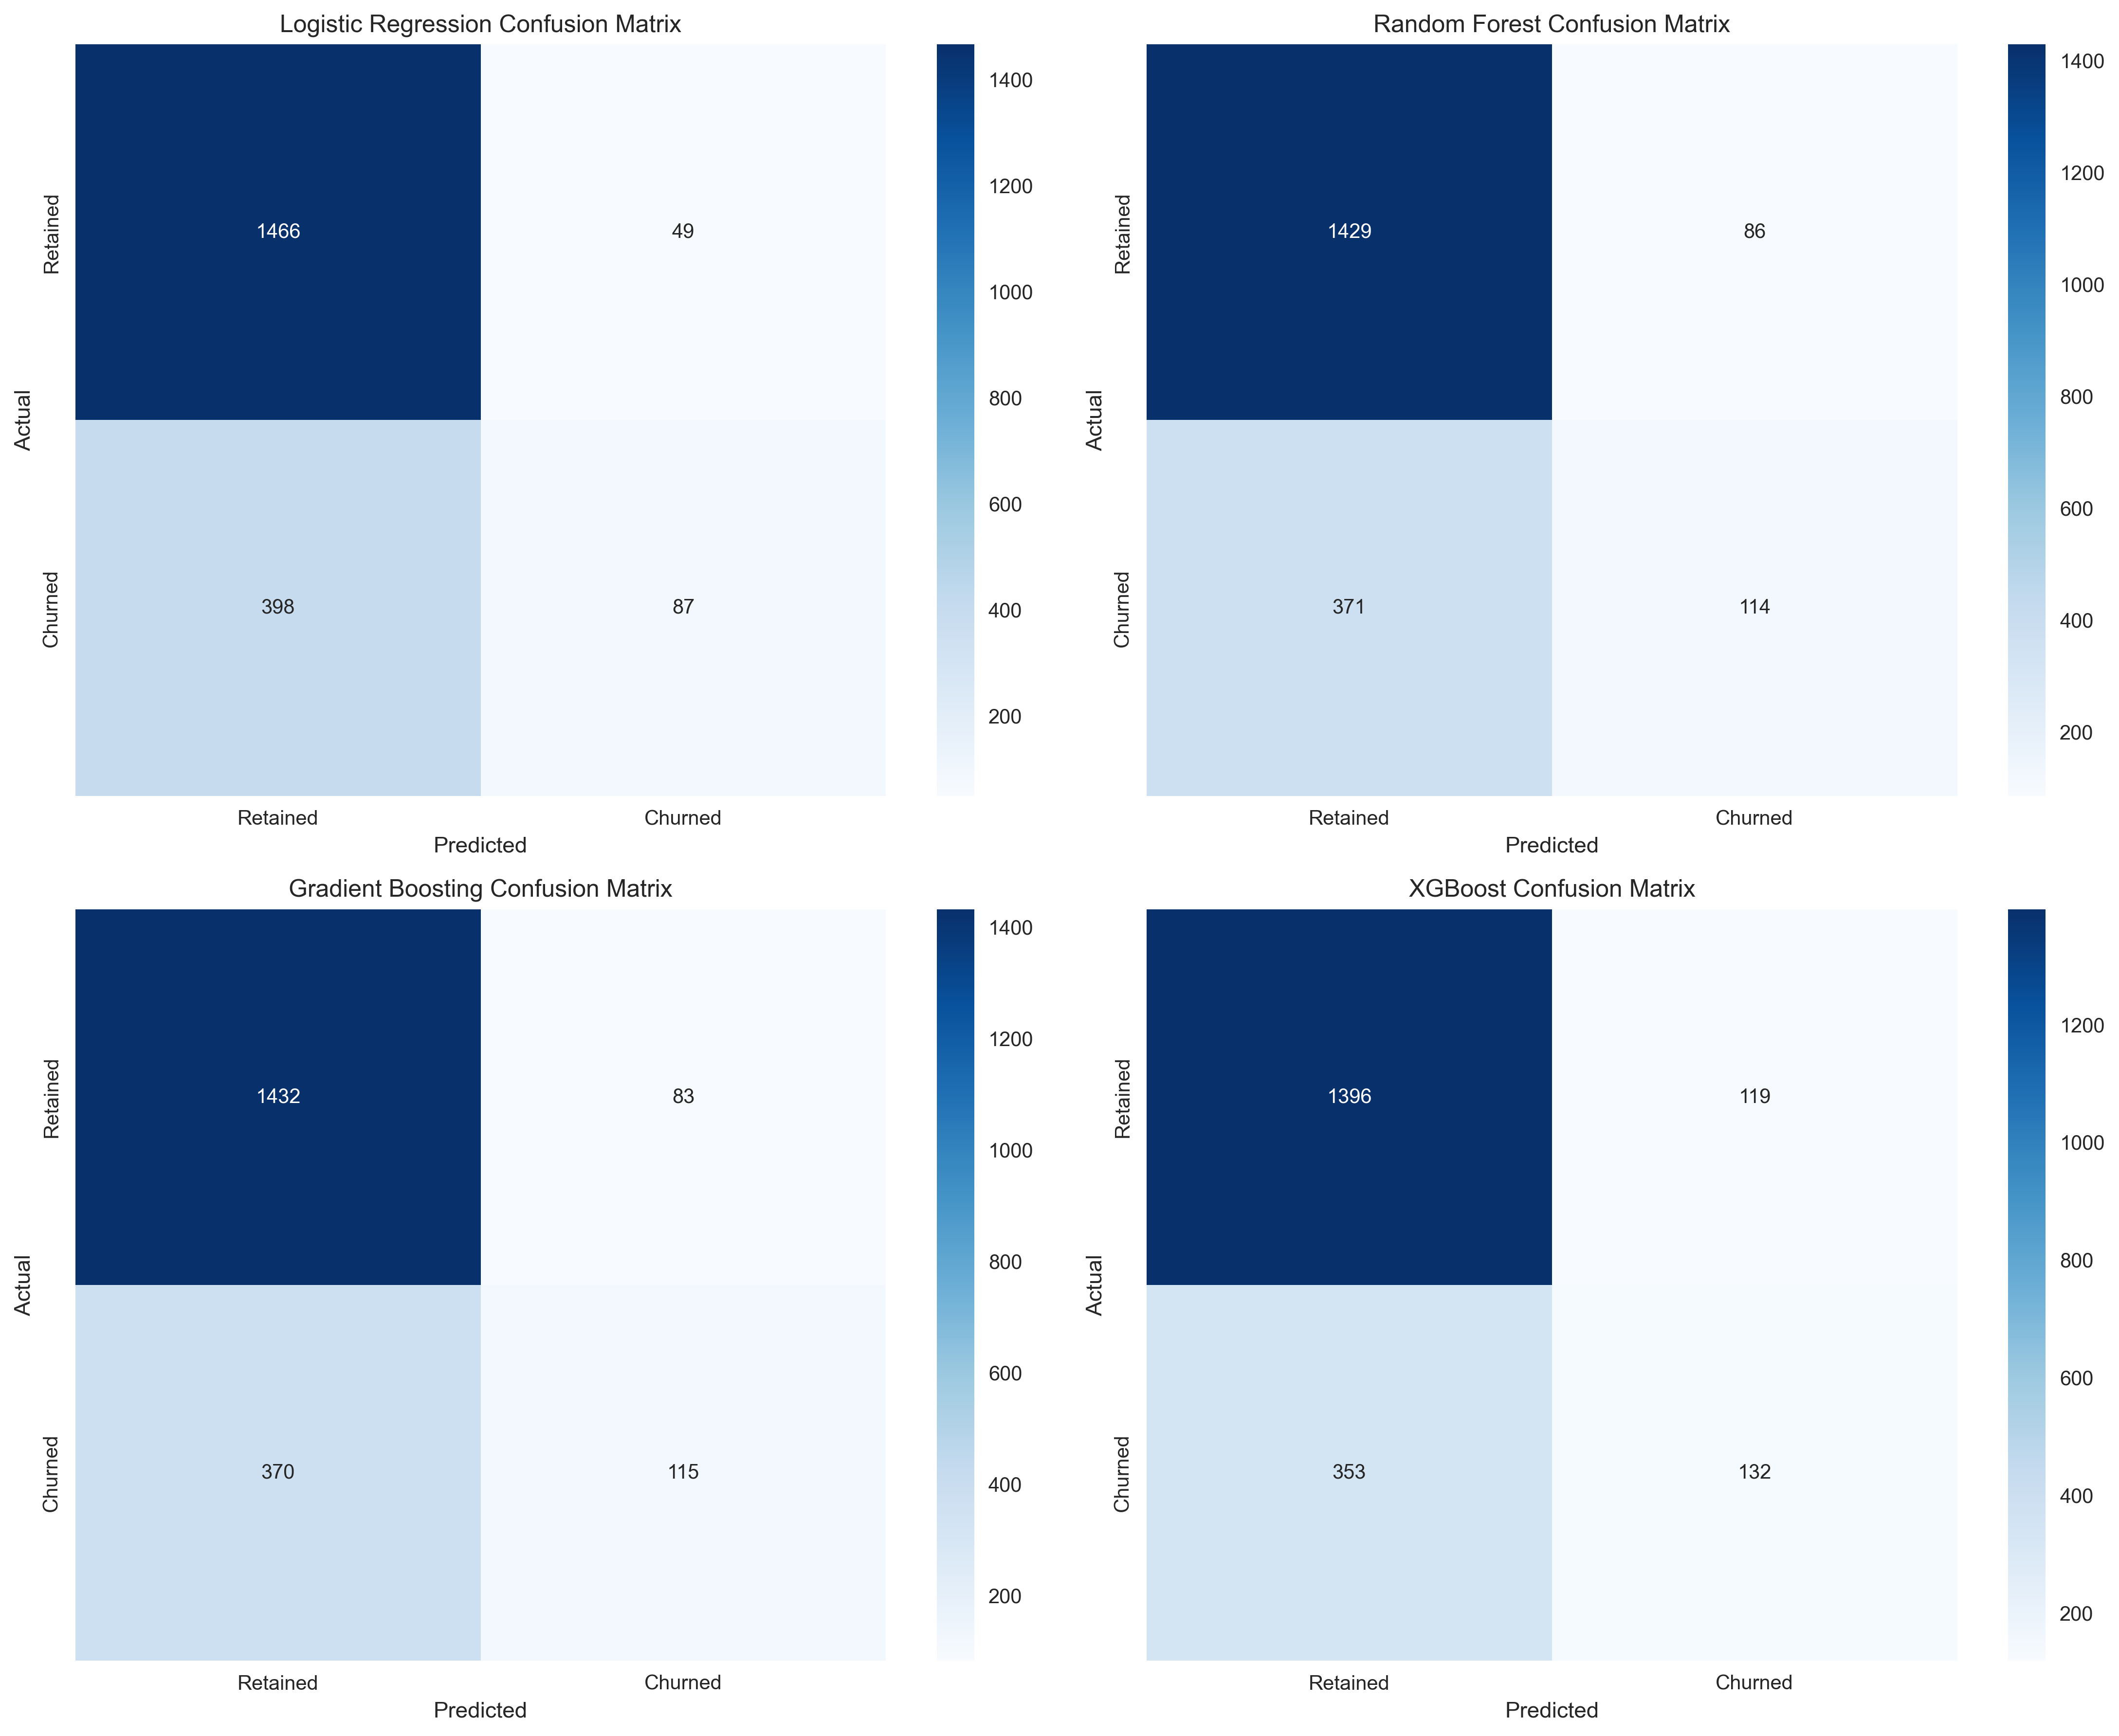 Logistic Regression Confusion Matrix
Actual
Retained
Churned
1466
49
398
87
Retained
Churned
Predicted
1400
1200
1000
800
600
400
200
Random Forest Confusion Matrix
Actual
Retained
Churned
1429
86
371
114
Retained
Churned
Predicted
1400
1200
1000
800
600
400
200
Gradient Boosting Confusion Matrix
Actual
Retained
Churned
1432
83
370
115
Retained
Churned
Predicted
1400
1200
1000
800
600
400
200
XGBoost Confusion Matrix
Actual
Retained
Churned
1396
119
353
132
Retained
Churned
Predicted
1200
1000
800
600
400
200